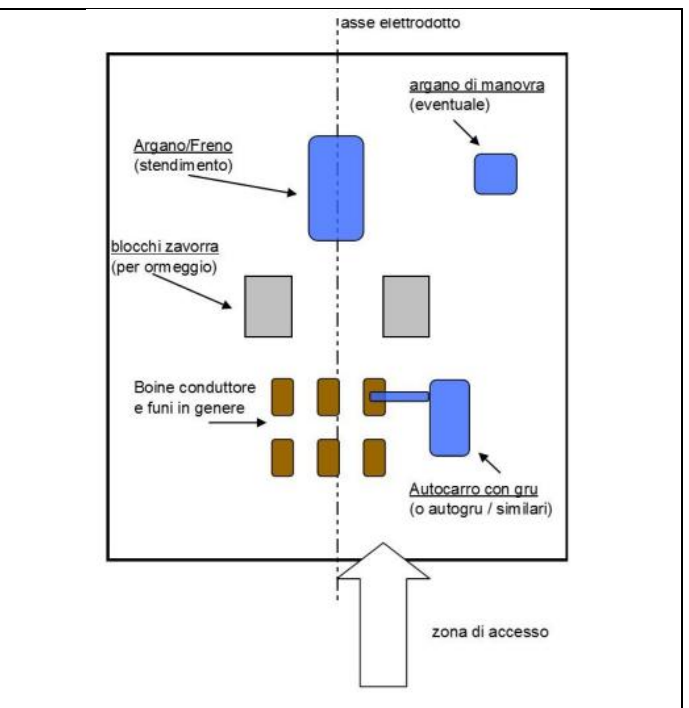 asse elettrodotto
argano di manovra
(eventuale)
Argano/Freno
(stendimento)
blocchi zavorra
(per ormeggio)
Boine conduttore
e funi in genere
Autocarro con gru
(o autogru / similari)
zona di accesso